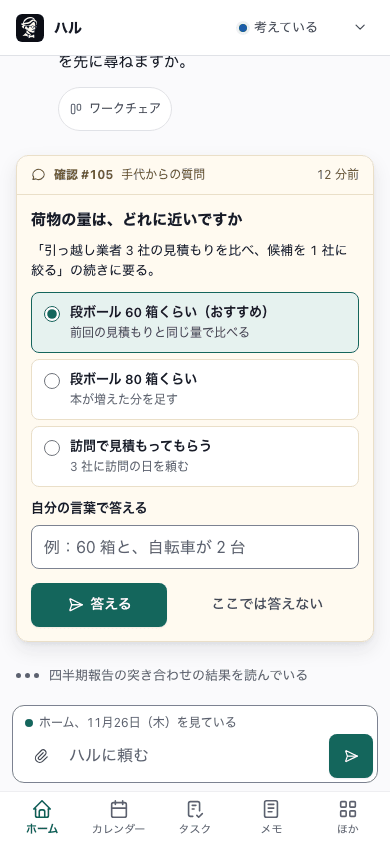 ハル
考えている
を先に尋ねますか。
ワークチェア
確認 #105 手代からの質問 12 分前
荷物の量は、どれに近いですか
「引っ越し業者 3 社の見積もりを比べ、候補を 1 社に
絞る」の続きに要る。
段ボール 60 箱くらい（おすすめ）
前回の見積もりと同じ量で比べる
段ボール 80 箱くらい
本が増えた分を足す
訪問で見積もってもらう
3 社に訪問の日を頼む
自分の言葉で答える
例：60 箱と、自転車が 2 台
答える ここでは答えない
四半期報告の突き合わせの結果を読んでいる
ホーム、11月26日（木）を見ている
ハルに頼む
ホーム カレンダー タスク メモ ほか